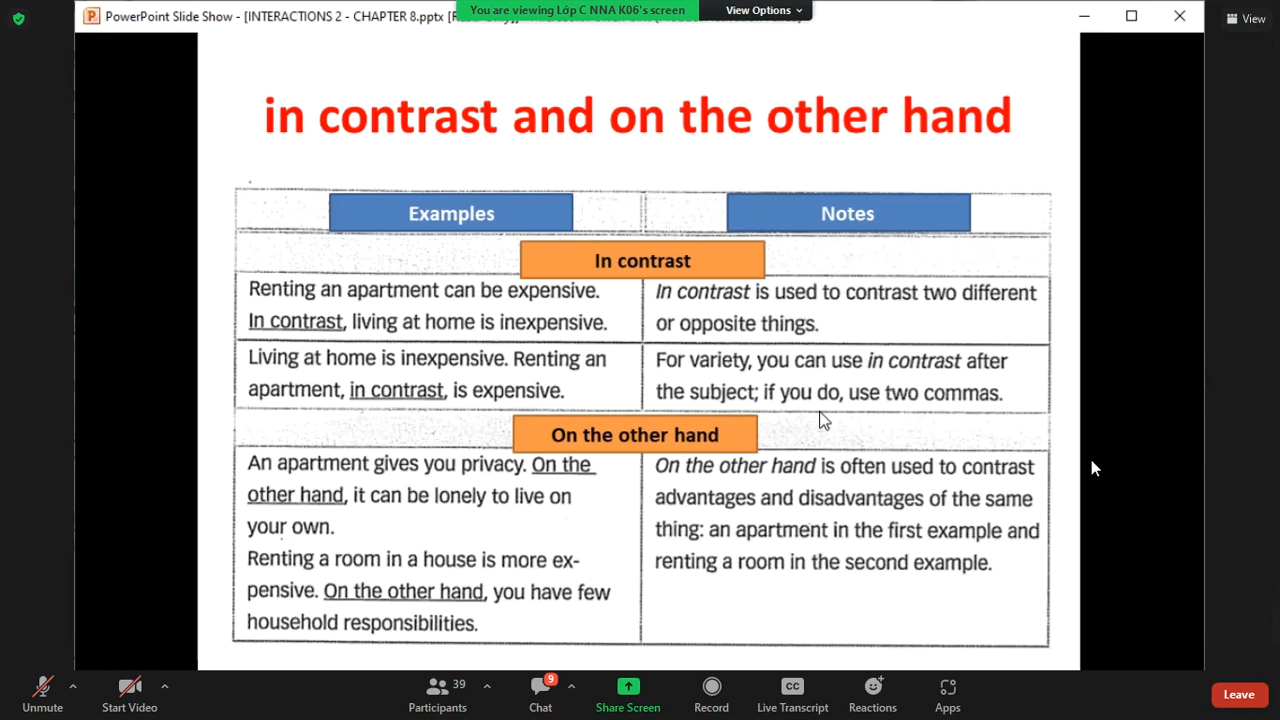 PowerPoint Slide Show - [INTERACTIONS 2 - CHAPTER 8.pptx
You are viewing Lớp C NNA K06's screen
View Options
View
in contrast and on the other hand
Examples
Notes
In contrast
Renting an apartment can be expensive.
In contrast, living at home is inexpensive.
In contrast is used to contrast two different
or opposite things.
Living at home is inexpensive. Renting an
apartment, in contrast, is expensive.
For variety, you can use in contrast after
the subject; if you do, use two commas.
On the other hand
An apartment gives you privacy. On the
other hand, it can be lonely to live on
your own.
Renting a room in a house is more ex-
pensive. On the other hand, you have few
household responsibilities.
On the other hand is often used to contrast
advantages and disadvantages of the same
thing: an apartment in the first example and
renting a room in the second example.
Unmute
Start Video
39
Participants
9
Chat
Share Screen
Record
CC
Live Transcript
Reactions
Apps
Leave